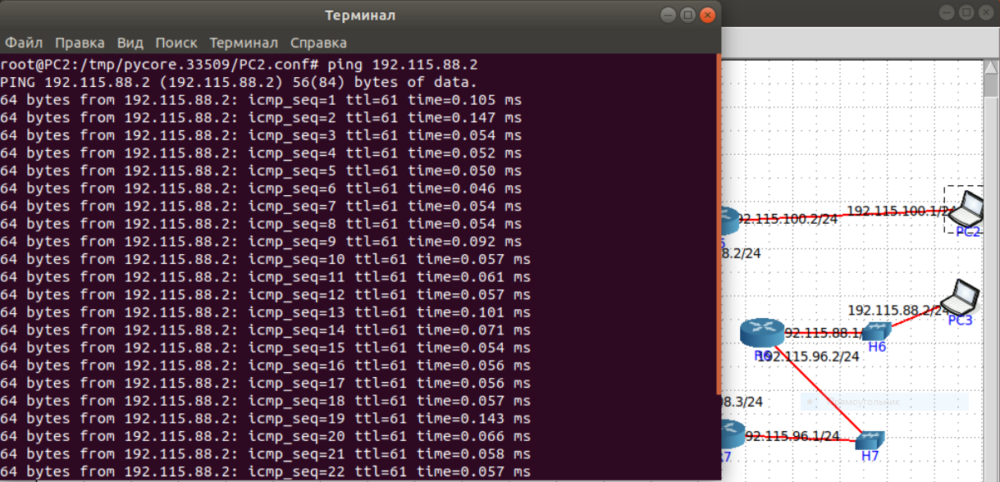 Терминал
Файл Правка Вид Поиск Терминал Справка
root@PC2:/tmp/pycore.33509/PC2.conf# ping 192.115.88.2
PING 192.115.88.2 (192.115.88.2) 56(84) bytes of data.
64 bytes from 192.115.88.2: icmp_seq=1 ttl=61 time=0.105 ms
64 bytes from 192.115.88.2: icmp_seq=2 ttl=61 time=0.147 ms
64 bytes from 192.115.88.2: icmp_seq=3 ttl=61 time=0.054 ms
64 bytes from 192.115.88.2: icmp_seq=4 ttl=61 time=0.052 ms
64 bytes from 192.115.88.2: icmp_seq=5 ttl=61 time=0.050 ms
64 bytes from 192.115.88.2: icmp_seq=6 ttl=61 time=0.046 ms
64 bytes from 192.115.88.2: icmp_seq=7 ttl=61 time=0.054 ms
64 bytes from 192.115.88.2: icmp_seq=8 ttl=61 time=0.054 ms
64 bytes from 192.115.88.2: icmp_seq=9 ttl=61 time=0.092 ms
64 bytes from 192.115.88.2: icmp_seq=10 ttl=61 time=0.057 ms
64 bytes from 192.115.88.2: icmp_seq=11 ttl=61 time=0.061 ms
64 bytes from 192.115.88.2: icmp_seq=12 ttl=61 time=0.057 ms
64 bytes from 192.115.88.2: icmp_seq=13 ttl=61 time=0.101 ms
64 bytes from 192.115.88.2: icmp_seq=14 ttl=61 time=0.071 ms
64 bytes from 192.115.88.2: icmp_seq=15 ttl=61 time=0.054 ms
64 bytes from 192.115.88.2: icmp_seq=16 ttl=61 time=0.056 ms
64 bytes from 192.115.88.2: icmp_seq=17 ttl=61 time=0.056 ms
64 bytes from 192.115.88.2: icmp_seq=18 ttl=61 time=0.057 ms
64 bytes from 192.115.88.2: icmp_seq=19 ttl=61 time=0.143 ms
64 bytes from 192.115.88.2: icmp_seq=20 ttl=61 time=0.066 ms
64 bytes from 192.115.88.2: icmp_seq=21 ttl=61 time=0.058 ms
64 bytes from 192.115.88.2: icmp_seq=22 ttl=61 time=0.057 ms
192.115.100.1/24
92.115.100.2/24
PC2
8.2/24
192.115.88.2/24
PC3
92.115.88.1/
H6
192.115.96.2/24
8.3/24
Прямоугольник
92.115.96.1/24
H7